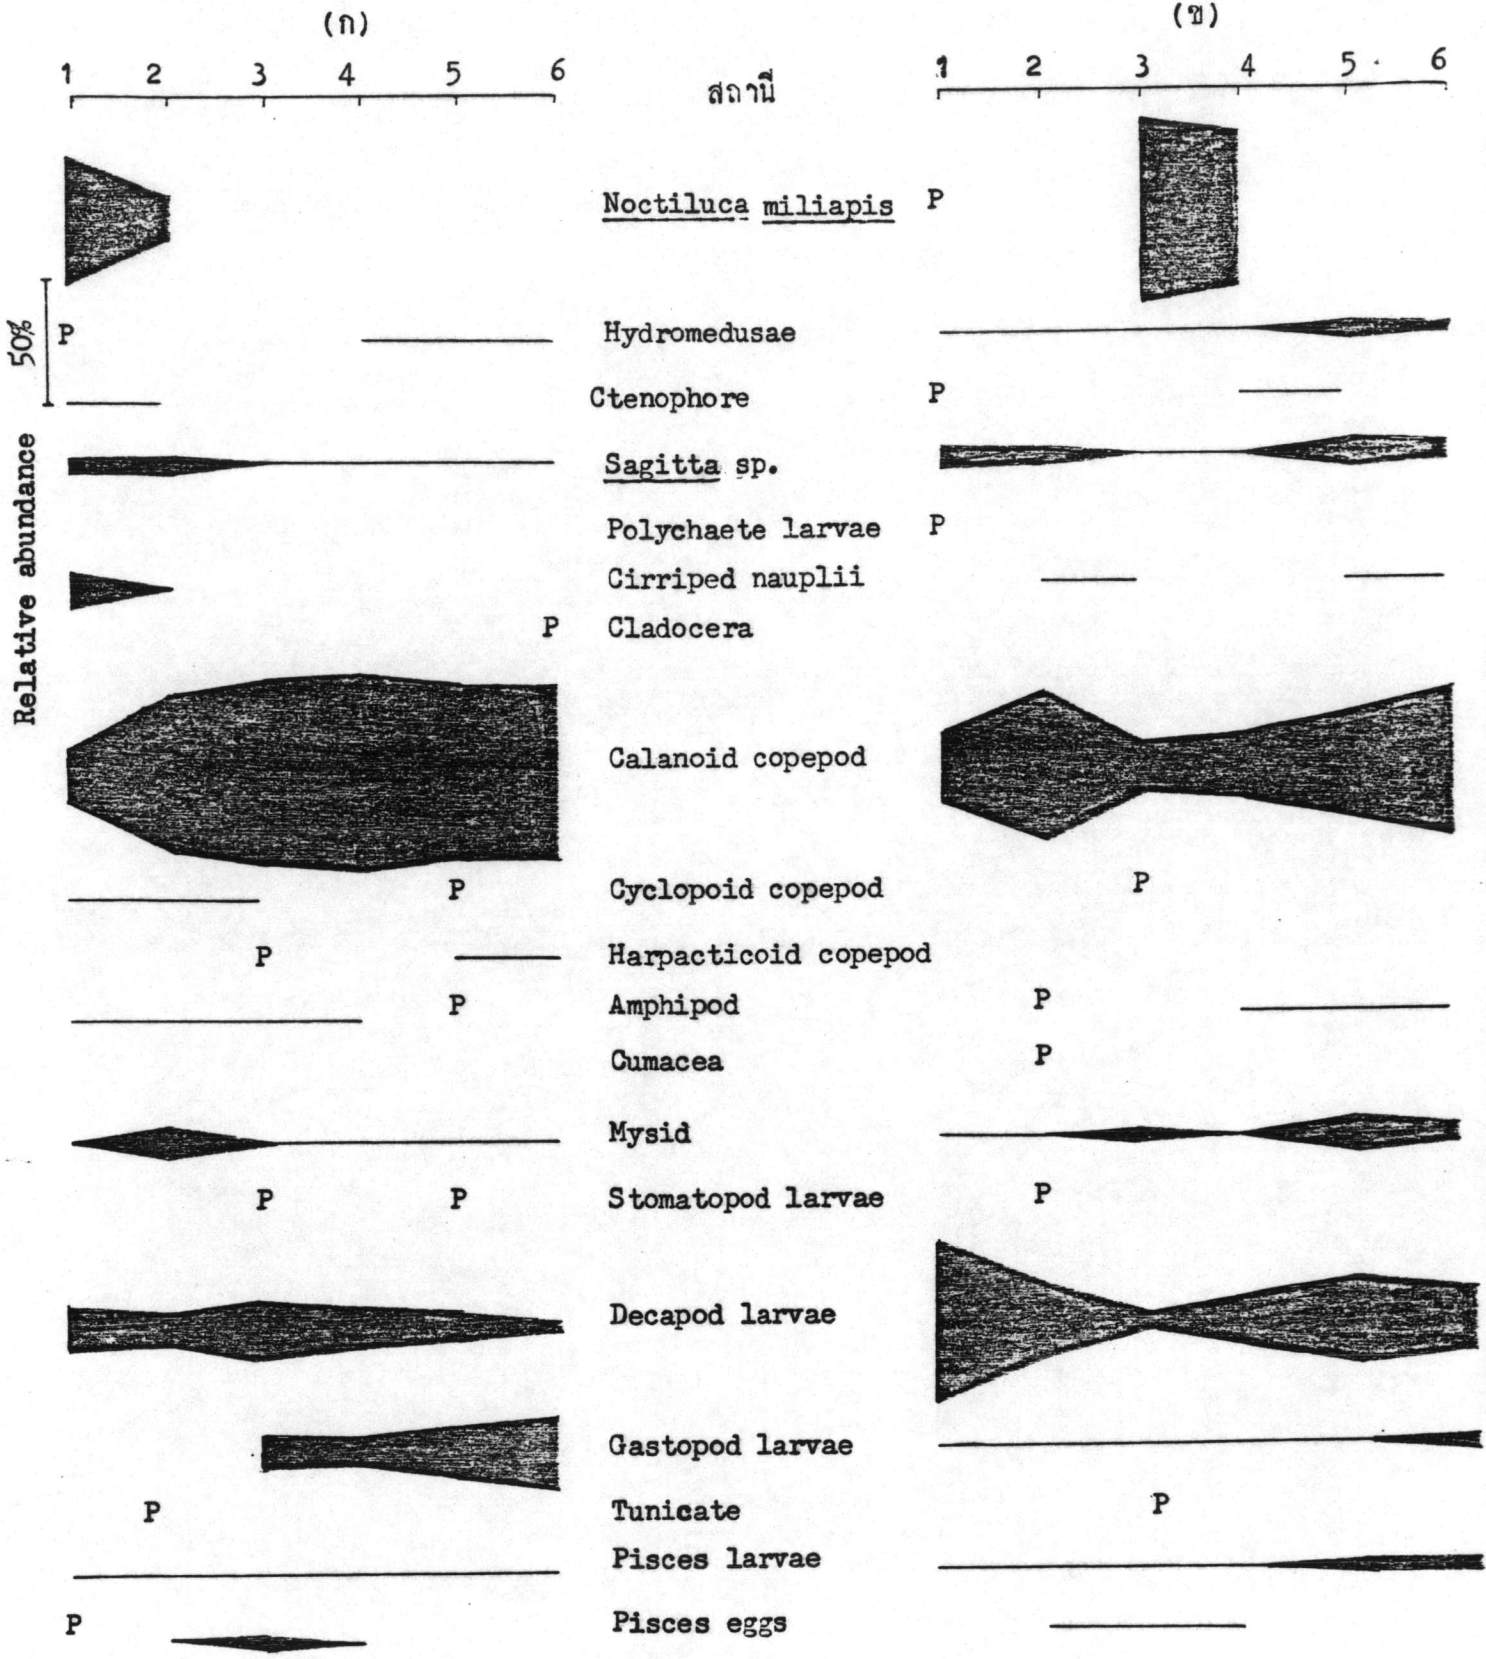 (ก) (ข)
1 2 3 4 5 6 สถานี 1 2 3 4 5 6
Noctiluca miliapis P
50%
P Hydromedusae
Ctenophore P
Relative abundance
Sagitta sp.
Polychaete larvae P
Cirriped nauplii
P Cladocera
Calanoid copepod
P Cyclopoid copepod P
P Harpacticoid copepod
P Amphipod P
Cumacea P
Mysid
P P Stomatopod larvae P
Decapod larvae
Gastopod larvae
P Tunicate P
Pisces larvae
P Pisces eggs